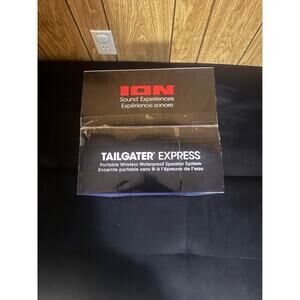 ION
Sound Experiences
Expérience sonore
TAILGATER® EXPRESS
Portable Wireless Waterproof Speaker System
Enceinte portable sans fil à l'épreuve de l'eau